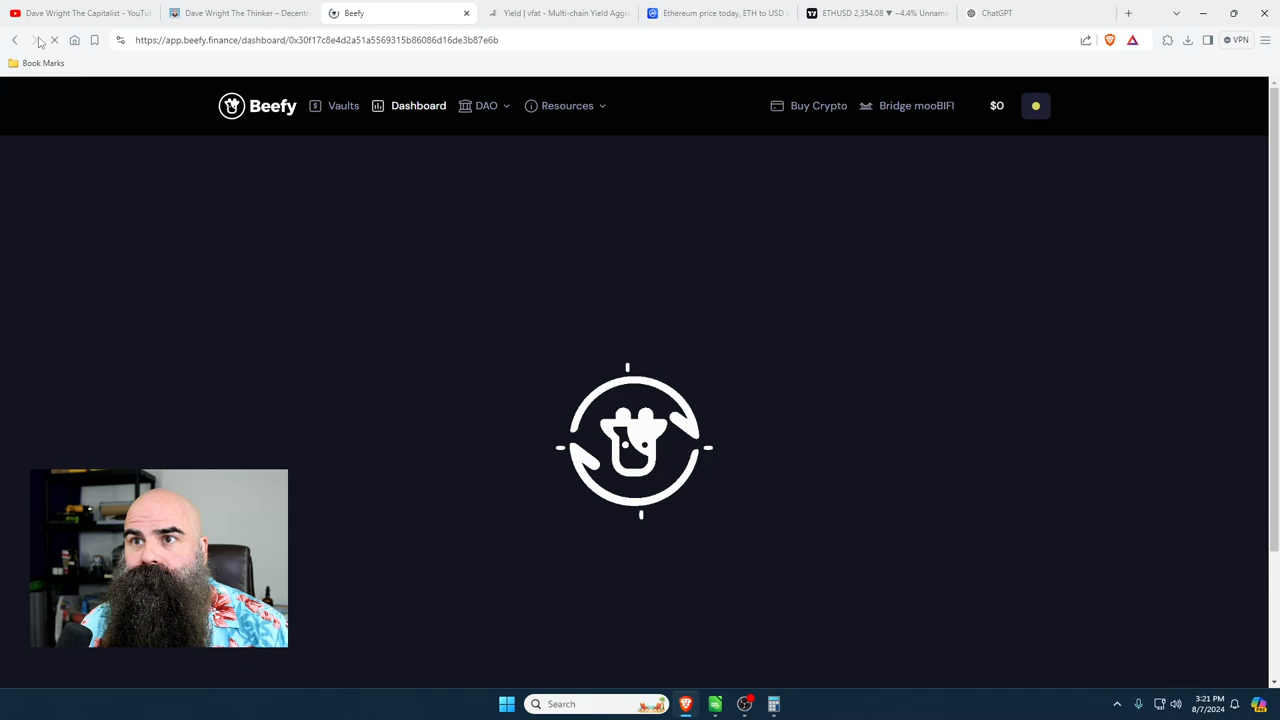 Dave Wright The Capitalist - YouTu
Dave Wright The Thinker – Decentr
Beefy
Yield | vfat - Multi-chain Yield Aggr
Ethereum price today, ETH to USD l
ETHUSD 2,354.08 ▼ −4.4% Unnam
ChatGPT
https://app.beefy.finance/dashboard/0x30f17c8e4d2a51a5569315b86086d16de3b87e6b
VPN
Book Marks
Beefy
Vaults
Dashboard
DAO
Resources
Buy Crypto
Bridge mooBIFI
$0
Search
3:21 PM
8/7/2024